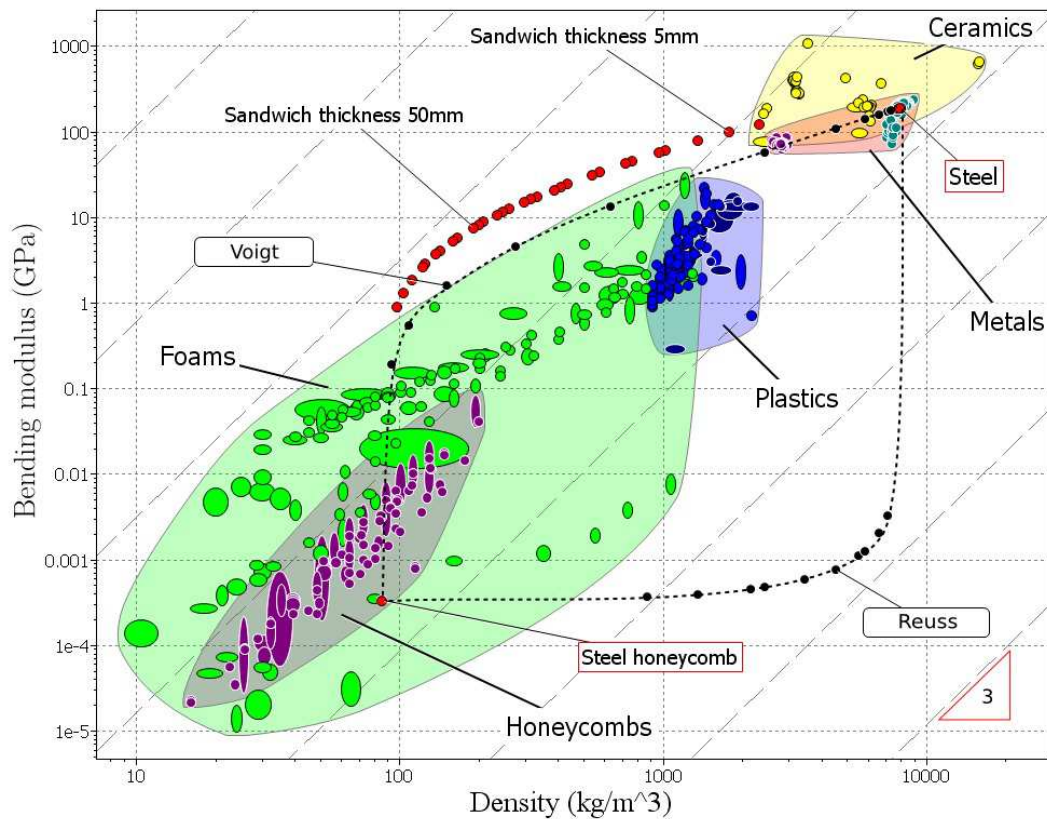 Ceramics
1000
Sandwich thickness 5mm
Sandwich thickness 50mm
100
Steel
10
Voigt
Bending modulus (GPa)
1
Metals
Foams
Plastics
0.1
0.01
0.001
Reuss
1e-4
Steel honeycomb
3
Honeycombs
1e-5
10
100
1000
10000
Density (kg/m^3)